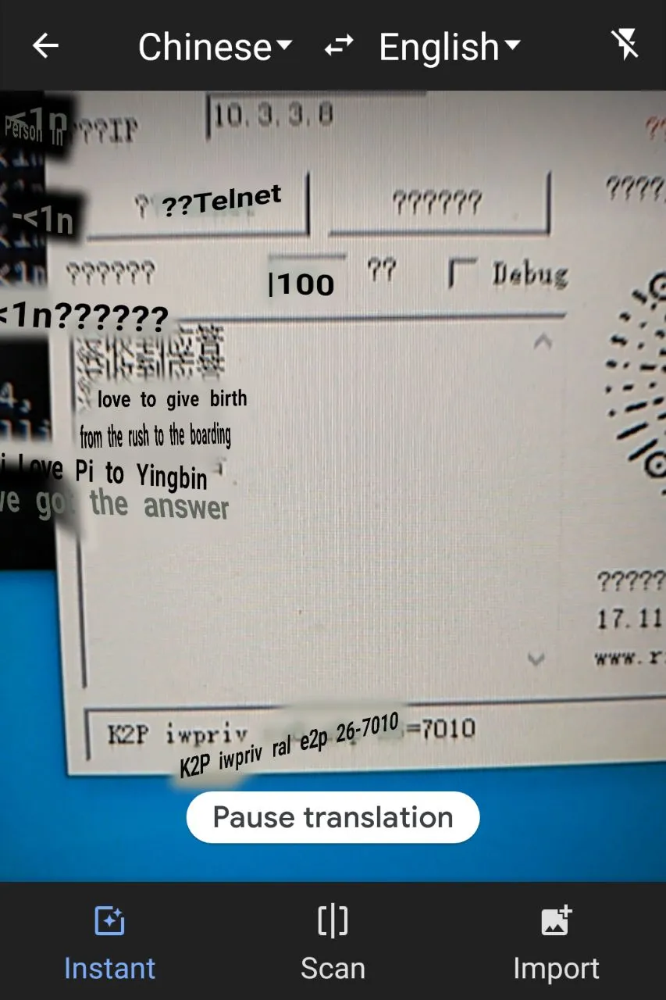 Chinese English
<1n
Person in
???IP
10.3.3.8
????
? ??Telnet
??????
-<1n
??????
|100
??
Debug
<1n??????
love to give birth
from the rush to the boarding
i Love Pi to Yingbin
ve got the answer
?????
17.11
www.r
K2P iwpriv =7010
K2P iwpriv ral e2p 26-7010
Pause translation
Instant Scan Import